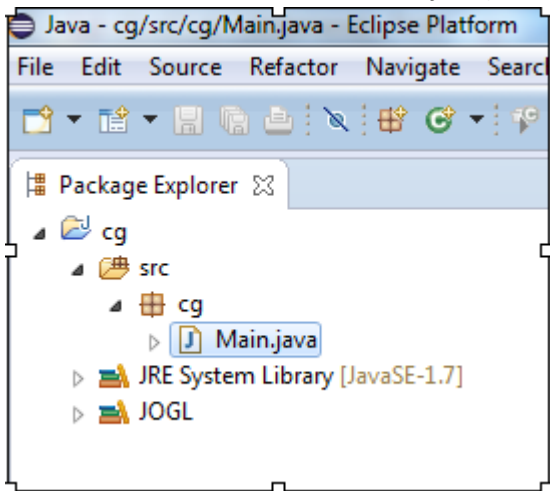 Java - cg/src/cg/Main.java - Eclipse Platform
File Edit Source Refactor Navigate Search
Package Explorer
cg
src
cg
Main.java
JRE System Library [JavaSE-1.7]
JOGL